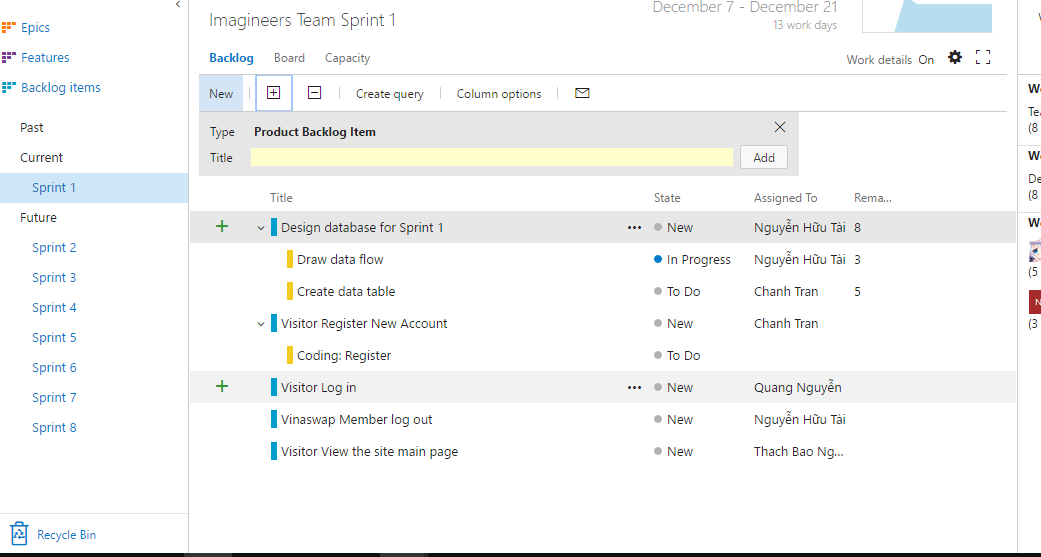 Epics
Features
Backlog items
Past
Current
Sprint 1
Future
Sprint 2
Sprint 3
Sprint 4
Sprint 5
Sprint 6
Sprint 7
Sprint 8
Recycle Bin
Imagineers Team Sprint 1
December 7 - December 21
13 work days
Backlog Board Capacity
Work details On
New Create query Column options
Type Product Backlog Item
Title Add
Title State Assigned To Rema...
Design database for Sprint 1 ••• New Nguyễn Hữu Tài 8
Draw data flow In Progress Nguyễn Hữu Tài 3
Create data table To Do Chanh Tran 5
Visitor Register New Account New Chanh Tran
Coding: Register To Do
Visitor Log in ••• New Quang Nguyễn
Vinaswap Member log out New Nguyễn Hữu Tài
Visitor View the site main page New Thach Bao Ng...
(8
(8
(5
(3